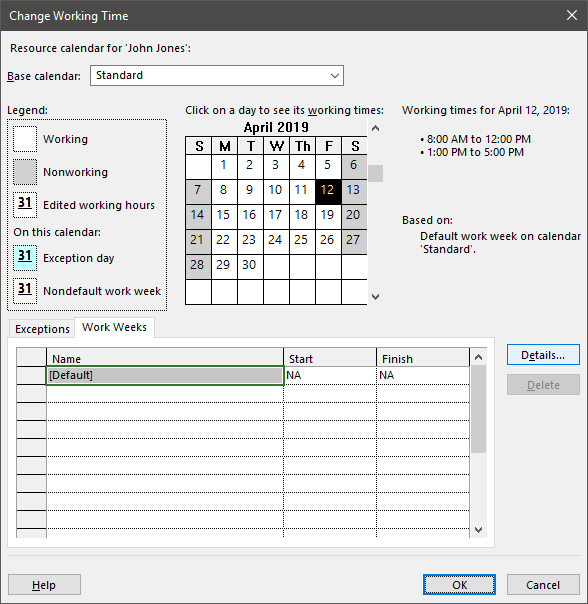 Change Working Time
Resource calendar for 'John Jones':
Base calendar: Standard
Legend:
Working
Nonworking
31 Edited working hours
On this calendar:
31 Exception day
31 Nondefault work week
Click on a day to see its working times:
April 2019
S M T W Th F S
1 2 3 4 5 6
7 8 9 10 11 12 13
14 15 16 17 18 19 20
21 22 23 24 25 26 27
28 29 30
Working times for April 12, 2019:
• 8:00 AM to 12:00 PM
• 1:00 PM to 5:00 PM
Based on:
Default work week on calendar
'Standard'.
Exceptions Work Weeks
Name Start Finish
[Default] NA NA
Details...
Delete
Help OK Cancel